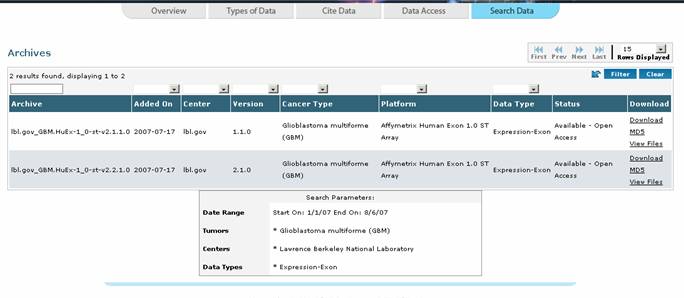 Overview Types of Data Cite Data Data Access Search Data
Archives
First Prev Next Last 15 Rows Displayed
2 results found, displaying 1 to 2 Filter Clear
Archive Added On Center Version Cancer Type Platform Data Type Status Download
lbl.gov_GBM.HuEx-1_0-st-v2.1.1.0 2007-07-17 lbl.gov 1.1.0 Glioblastoma multiforme (GBM) Affymetrix Human Exon 1.0 ST Array Expression-Exon Available - Open Access Download
MD5
View Files
lbl.gov_GBM.HuEx-1_0-st-v2.2.1.0 2007-07-17 lbl.gov 2.1.0 Glioblastoma multiforme (GBM) Affymetrix Human Exon 1.0 ST Array Expression-Exon Available - Open Access Download
MD5
View Files
Search Parameters:
Date Range Start On: 1/1/07 End On: 8/6/07
Tumors * Glioblastoma multiforme (GBM)
Centers * Lawrence Berkeley National Laboratory
Data Types * Expression-Exon